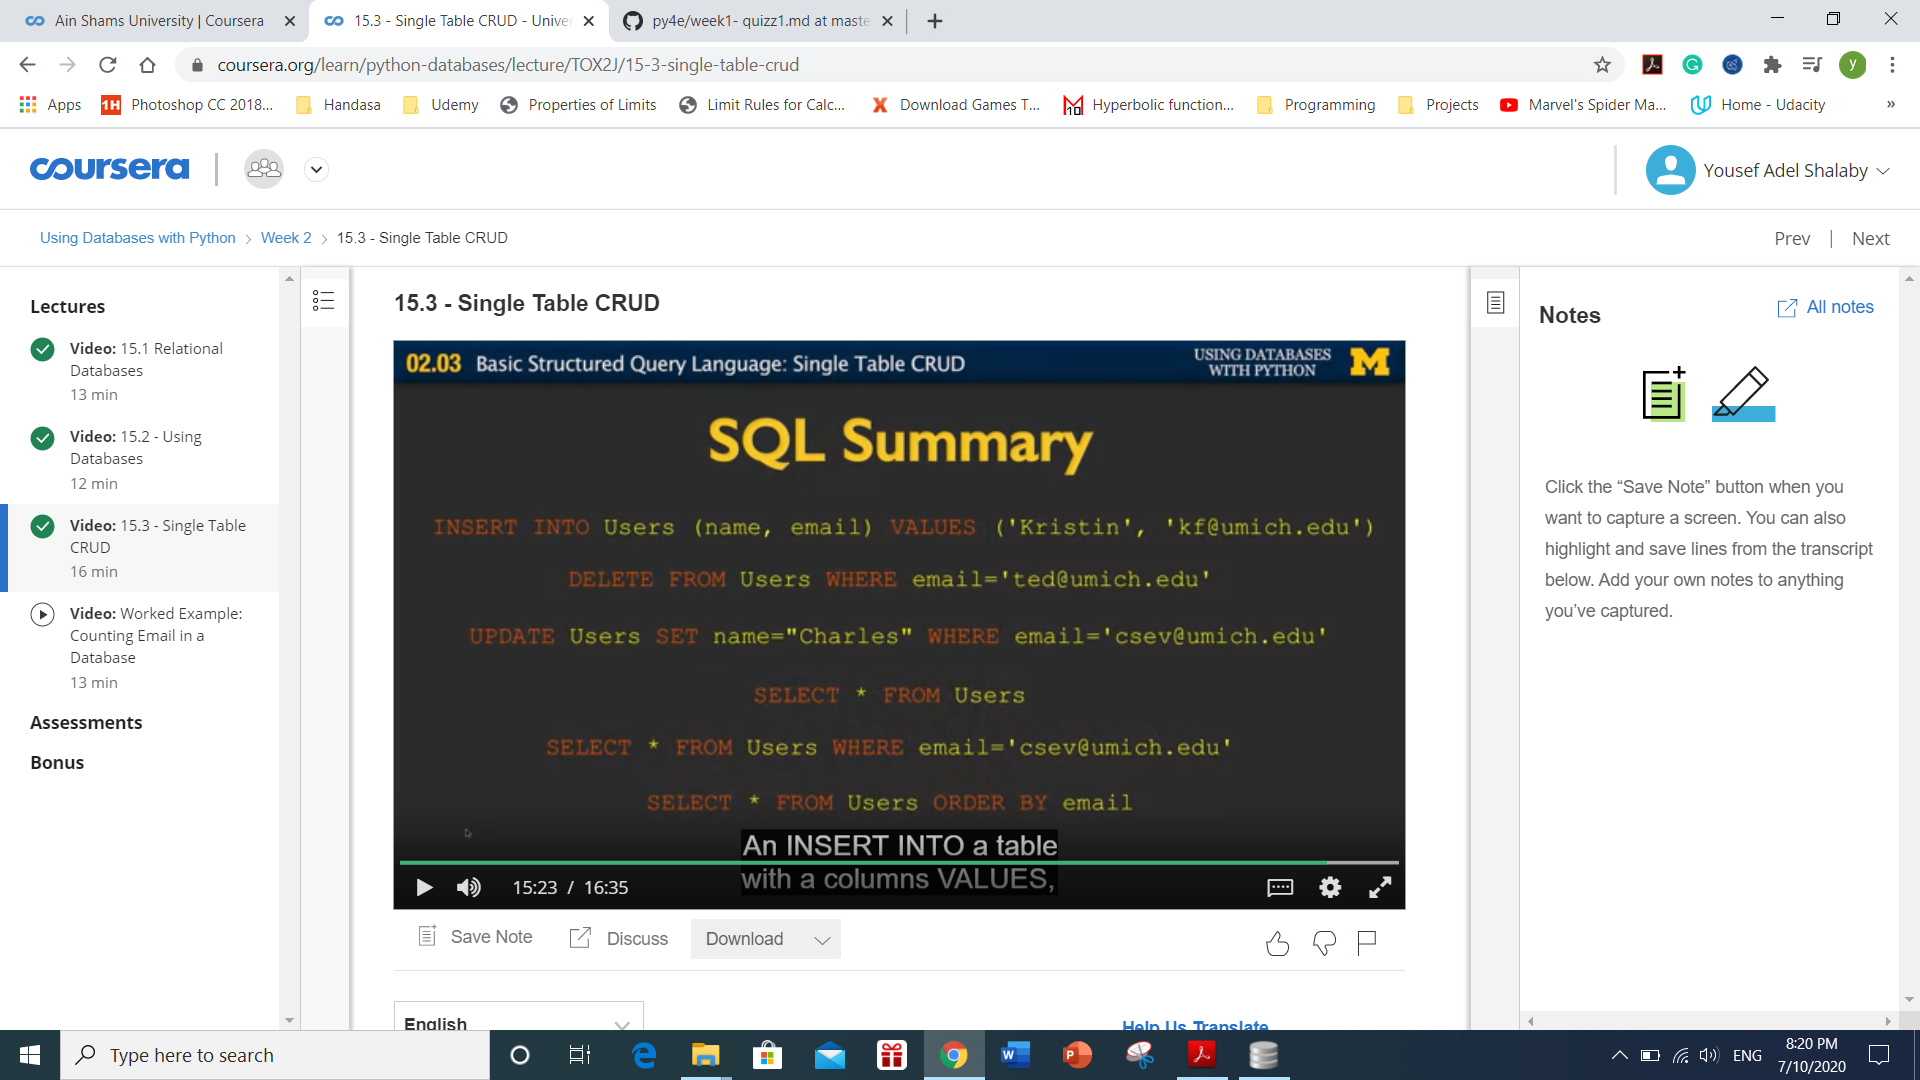 Ain Shams University | Coursera
15.3 - Single Table CRUD - Unive
py4e/week1- quizz1.md at maste
coursera.org/learn/python-databases/lecture/TOX2J/15-3-single-table-crud
y
Apps
1H Photoshop CC 2018...
Handasa
Udemy
Properties of Limits
Limit Rules for Calc...
Download Games T...
Hyperbolic function...
Programming
Projects
Marvel's Spider Ma...
Home - Udacity
»
coursera
Yousef Adel Shalaby
Using Databases with Python > Week 2 > 15.3 - Single Table CRUD
Prev | Next
Lectures
Video: 15.1 Relational
Databases
13 min
Video: 15.2 - Using
Databases
12 min
Video: 15.3 - Single Table
CRUD
16 min
Video: Worked Example:
Counting Email in a
Database
13 min
Assessments
Bonus
15.3 - Single Table CRUD
02.03 Basic Structured Query Language: Single Table CRUD
USING DATABASES
WITH PYTHON
M
SQL Summary
INSERT INTO Users (name, email) VALUES ('Kristin', 'kf@umich.edu')
DELETE FROM Users WHERE email='ted@umich.edu'
UPDATE Users SET name="Charles" WHERE email='csev@umich.edu'
SELECT * FROM Users
SELECT * FROM Users WHERE email='csev@umich.edu'
SELECT * FROM Users ORDER BY email
An INSERT INTO a table
with a columns VALUES,
15:23 / 16:35
Save Note
Discuss
Download
English
Help Us Translate
Notes
All notes
Click the “Save Note” button when you
want to capture a screen. You can also
highlight and save lines from the transcript
below. Add your own notes to anything
you’ve captured.
Type here to search
ENG
8:20 PM
7/10/2020